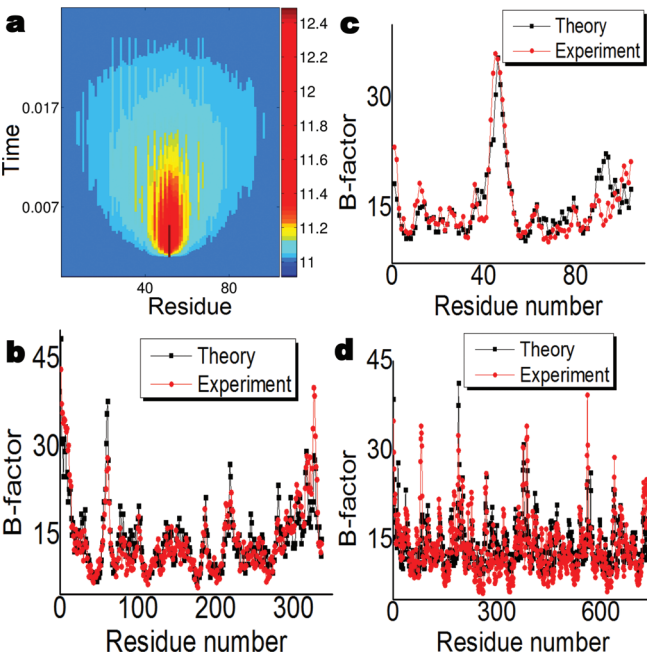 a
Time
0.017
0.007
40
80
Residue
12.4
12.2
12
11.8
11.6
11.4
11.2
11
c
Theory
Experiment
B-factor
30
15
0
40
80
Residue number
b
Theory
Experiment
B-factor
45
30
15
0
100
200
300
Residue number
d
Theory
Experiment
B-factor
45
30
15
0
300
600
Residue number